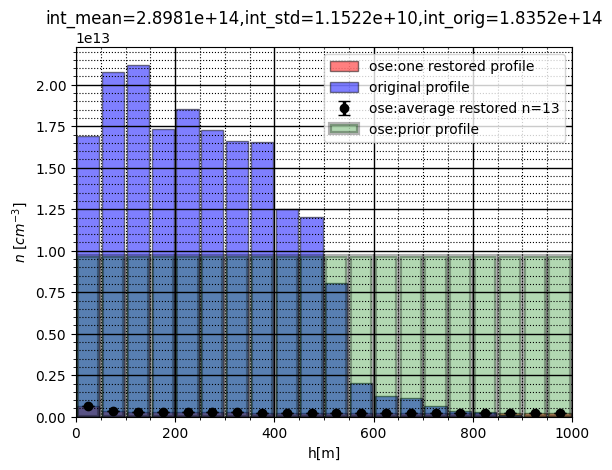 int_mean=2.8981e+14,int_std=1.1522e+10,int_orig=1.8352e+14
1e13
ose:one restored profile
original profile
ose:average restored n=13
ose:prior profile
2.00
1.75
1.50
1.25
1.00
0.75
0.50
0.25
0.00
n [cm⁻³]
0 200 400 600 800 1000
h[m]